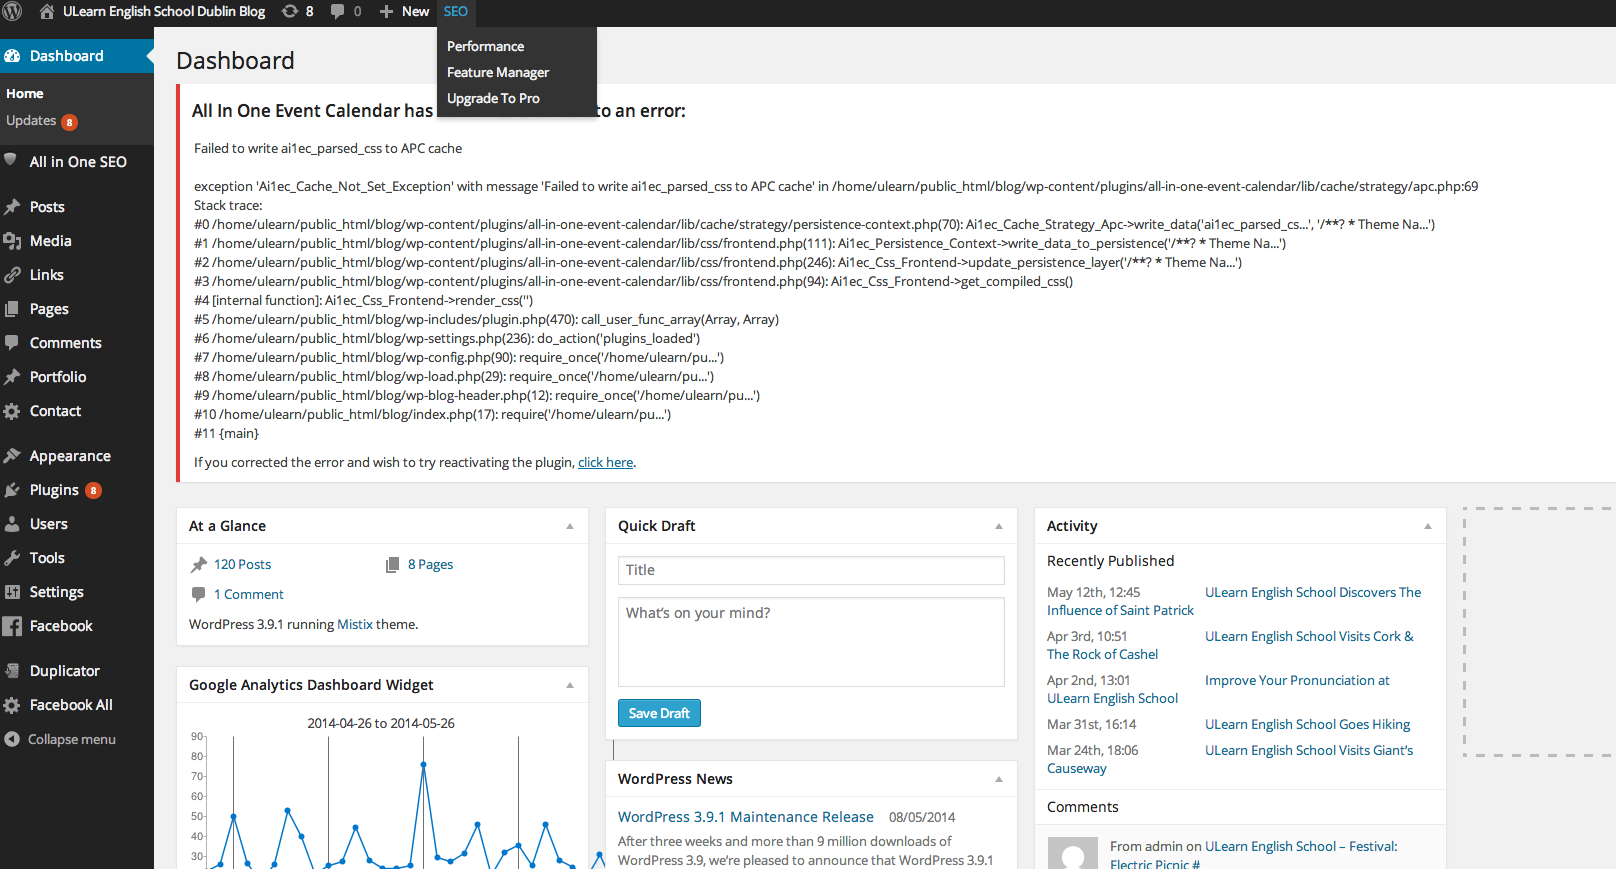 ULearn English School Dublin Blog 8 0 New SEO
Performance
Feature Manager
Upgrade To Pro
Dashboard
Home
Updates 8
All in One SEO
Posts
Media
Links
Pages
Comments
Portfolio
Contact
Appearance
Plugins 8
Users
Tools
Settings
Facebook
Duplicator
Facebook All
Collapse menu
Dashboard
All In One Event Calendar has to an error:
Failed to write ai1ec_parsed_css to APC cache
exception 'Ai1ec_Cache_Not_Set_Exception' with message 'Failed to write ai1ec_parsed_css to APC cache' in /home/ulearn/public_html/blog/wp-content/plugins/all-in-one-event-calendar/lib/cache/strategy/apc.php:69
Stack trace:
#0 /home/ulearn/public_html/blog/wp-content/plugins/all-in-one-event-calendar/lib/cache/strategy/persistence-context.php(70): Ai1ec_Cache_Strategy_Apc->write_data('ai1ec_parsed_cs...', '/**? * Theme Na...')
#1 /home/ulearn/public_html/blog/wp-content/plugins/all-in-one-event-calendar/lib/css/frontend.php(111): Ai1ec_Persistence_Context->write_data_to_persistence('/**? * Theme Na...')
#2 /home/ulearn/public_html/blog/wp-content/plugins/all-in-one-event-calendar/lib/css/frontend.php(246): Ai1ec_Css_Frontend->update_persistence_layer('/**? * Theme Na...')
#3 /home/ulearn/public_html/blog/wp-content/plugins/all-in-one-event-calendar/lib/css/frontend.php(94): Ai1ec_Css_Frontend->get_compiled_css()
#4 [internal function]: Ai1ec_Css_Frontend->render_css('')
#5 /home/ulearn/public_html/blog/wp-includes/plugin.php(470): call_user_func_array(Array, Array)
#6 /home/ulearn/public_html/blog/wp-settings.php(236): do_action('plugins_loaded')
#7 /home/ulearn/public_html/blog/wp-config.php(90): require_once('/home/ulearn/pu...')
#8 /home/ulearn/public_html/blog/wp-load.php(29): require_once('/home/ulearn/pu...')
#9 /home/ulearn/public_html/blog/wp-blog-header.php(12): require_once('/home/ulearn/pu...')
#10 /home/ulearn/public_html/blog/index.php(17): require('/home/ulearn/pu...')
#11 {main}
If you corrected the error and wish to try reactivating the plugin, click here.
At a Glance
120 Posts 8 Pages
1 Comment
WordPress 3.9.1 running Mistix theme.
Google Analytics Dashboard Widget
2014-04-26 to 2014-05-26
90
80
70
60
50
40
30
Quick Draft
Title
What's on your mind?
Save Draft
WordPress News
WordPress 3.9.1 Maintenance Release 08/05/2014
After three weeks and more than 9 million downloads of
WordPress 3.9, we're pleased to announce that WordPress 3.9.1
Activity
Recently Published
May 12th, 12:45 ULearn English School Discovers The
Influence of Saint Patrick
Apr 3rd, 10:51 ULearn English School Visits Cork &
The Rock of Cashel
Apr 2nd, 13:01 Improve Your Pronunciation at
ULearn English School
Mar 31st, 16:14 ULearn English School Goes Hiking
Mar 24th, 18:06 ULearn English School Visits Giant's
Causeway
Comments
From admin on ULearn English School – Festival:
Electric Picnic #